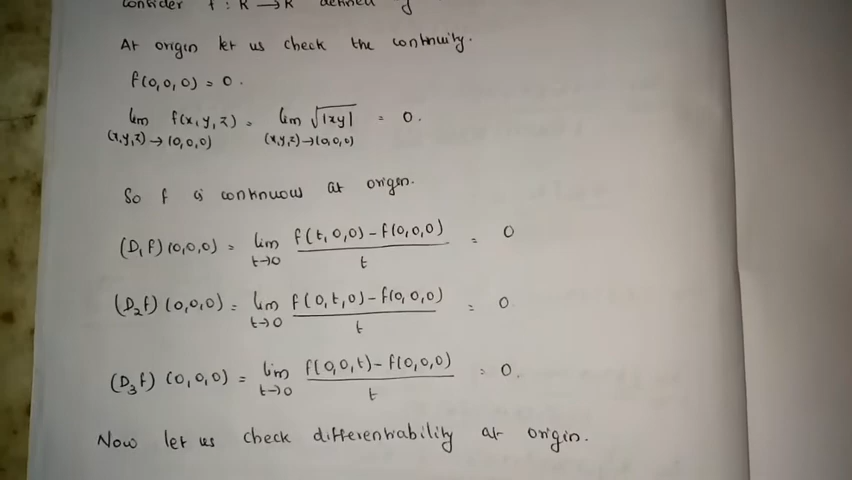 consider f : R → R defined
At origin let us check the continuity.
f(0,0,0) = 0.
lim (x,y,z)→(0,0,0) f(x,y,z) = lim (x,y,z)→(0,0,0) √|xy| = 0.
So f is continuous at origin.
(D₁f)(0,0,0) = lim t→0 (f(t,0,0) - f(0,0,0))/t = 0
(D₂f)(0,0,0) = lim t→0 (f(0,t,0) - f(0,0,0))/t = 0
(D₃f)(0,0,0) = lim t→0 (f(0,0,t) - f(0,0,0))/t = 0.
Now let us check differentiability at origin.